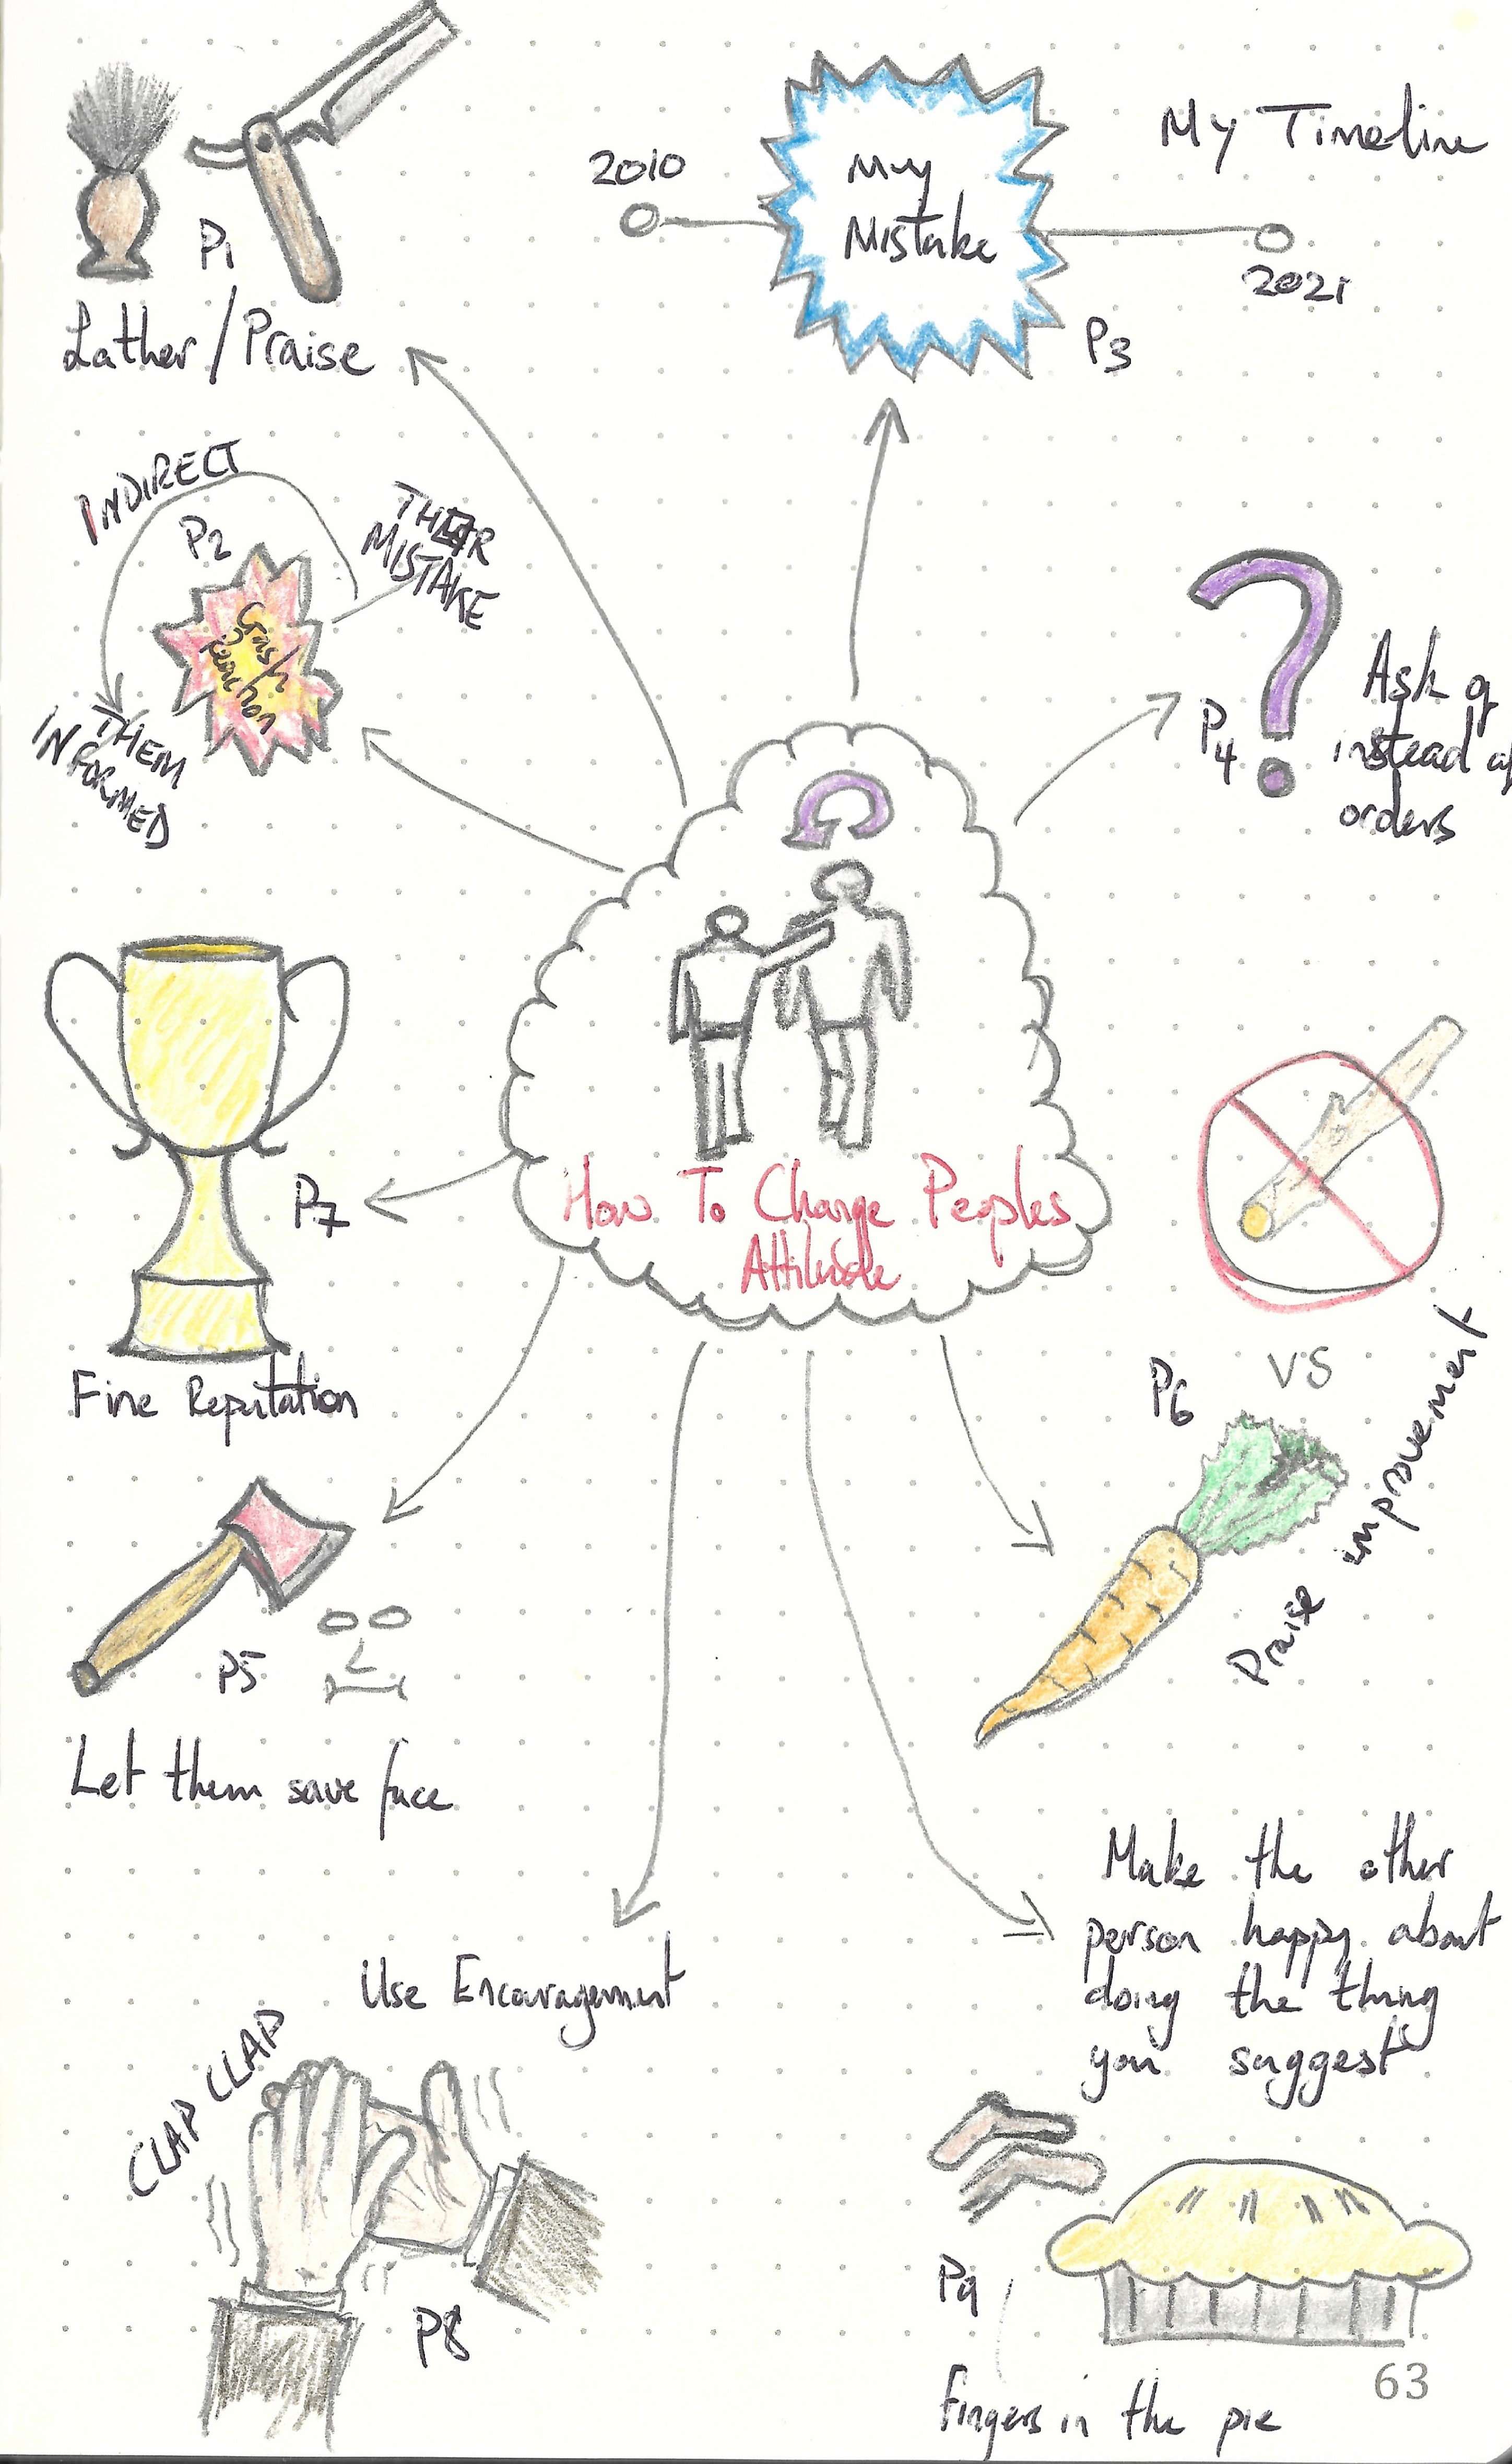 My Timeline
2010
My
Mistake
2021
P1
P3
Lather/Praise
INDIRECT
P2
THEIR
MISTAKE
Crash
Reaction
THEM
INFORMED
P4
Ask q
instead of
orders
How To Change Peoples
Attitude
P7
Fine Reputation
VS
P6
Praise improvement
P5
Let them save face
Use Encouragement
CLAP CLAP
P8
Make the other
person happy about
doing the thing
you suggest
P9
fingers in the pie
63